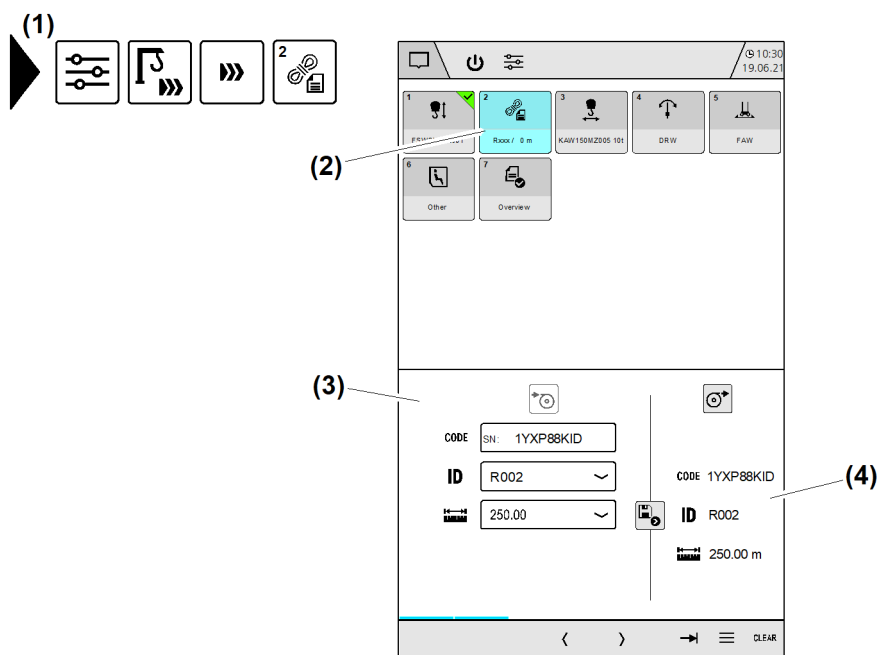 (1)
2
10:30
19.06.21
1
2
3
4
5
Rxxx / 0 m
KAW150MZ005 10t
DRW
FAW
(2)
6
7
Other
Overview
(3)
CODE
SN: 1YXP88KID
ID
R002
250.00
CODE 1YXP88KID
(4)
ID R002
250.00 m
CLEAR